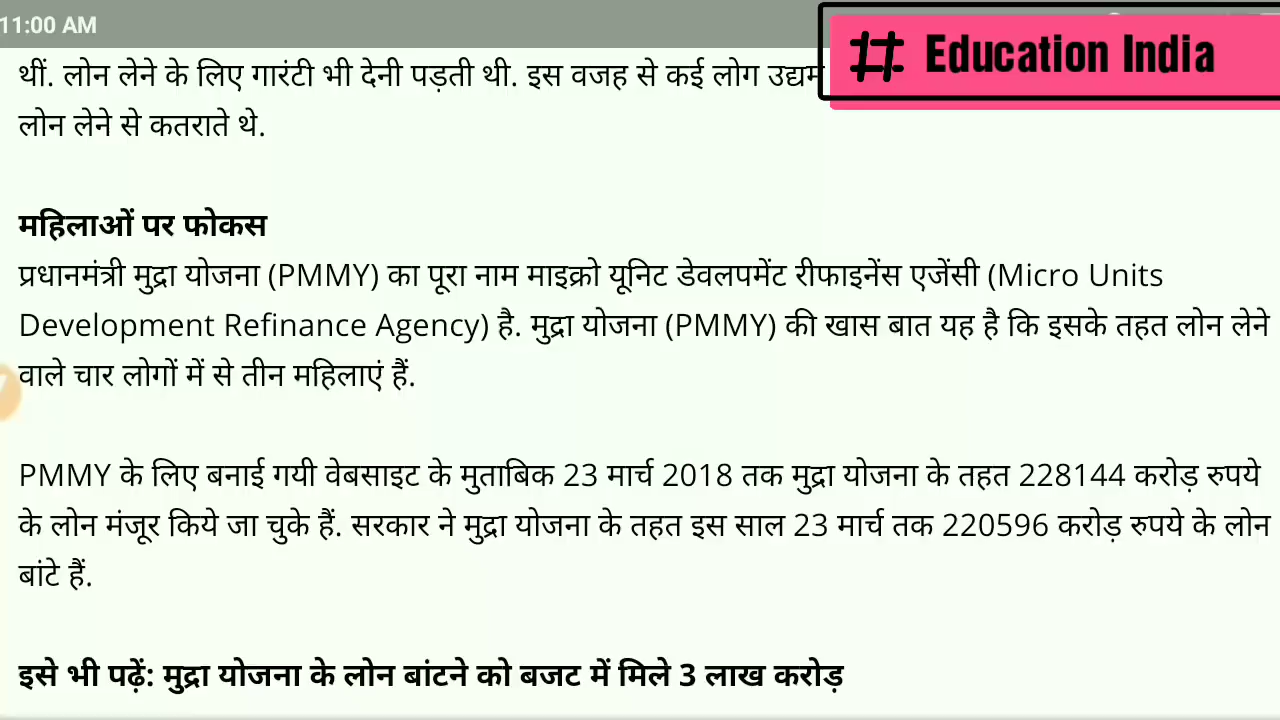 11:00 AM
# Education India
थीं. लोन लेने के लिए गारंटी भी देनी पड़ती थी. इस वजह से कई लोग उद्यम
लोन लेने से कतराते थे.
महिलाओं पर फोकस
प्रधानमंत्री मुद्रा योजना (PMMY) का पूरा नाम माइक्रो यूनिट डेवलपमेंट रीफाइनेंस एजेंसी (Micro Units
Development Refinance Agency) है. मुद्रा योजना (PMMY) की खास बात यह है कि इसके तहत लोन लेने
वाले चार लोगों में से तीन महिलाएं हैं.
PMMY के लिए बनाई गयी वेबसाइट के मुताबिक 23 मार्च 2018 तक मुद्रा योजना के तहत 228144 करोड़ रुपये
के लोन मंजूर किये जा चुके हैं. सरकार ने मुद्रा योजना के तहत इस साल 23 मार्च तक 220596 करोड़ रुपये के लोन
बांटे हैं.
इसे भी पढ़ें: मुद्रा योजना के लोन बांटने को बजट में मिले 3 लाख करोड़